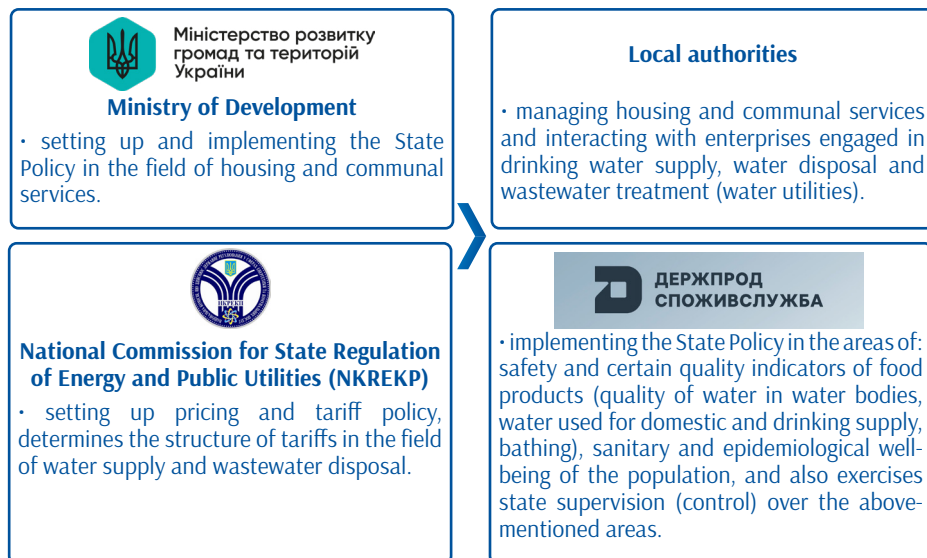 Міністерство розвитку
громад та територій
України
Ministry of Development
· setting up and implementing the State
Policy in the field of housing and communal
services.
Local authorities
· managing housing and communal services
and interacting with enterprises engaged in
drinking water supply, water disposal and
wastewater treatment (water utilities).
НКРЕКП
National Commission for State Regulation
of Energy and Public Utilities (NKREKP)
· setting up pricing and tariff policy,
determines the structure of tariffs in the field
of water supply and wastewater disposal.
ДЕРЖПРОД
СПОЖИВСЛУЖБА
· implementing the State Policy in the areas of:
safety and certain quality indicators of food
products (quality of water in water bodies,
water used for domestic and drinking supply,
bathing), sanitary and epidemiological well-
being of the population, and also exercises
state supervision (control) over the above-
mentioned areas.